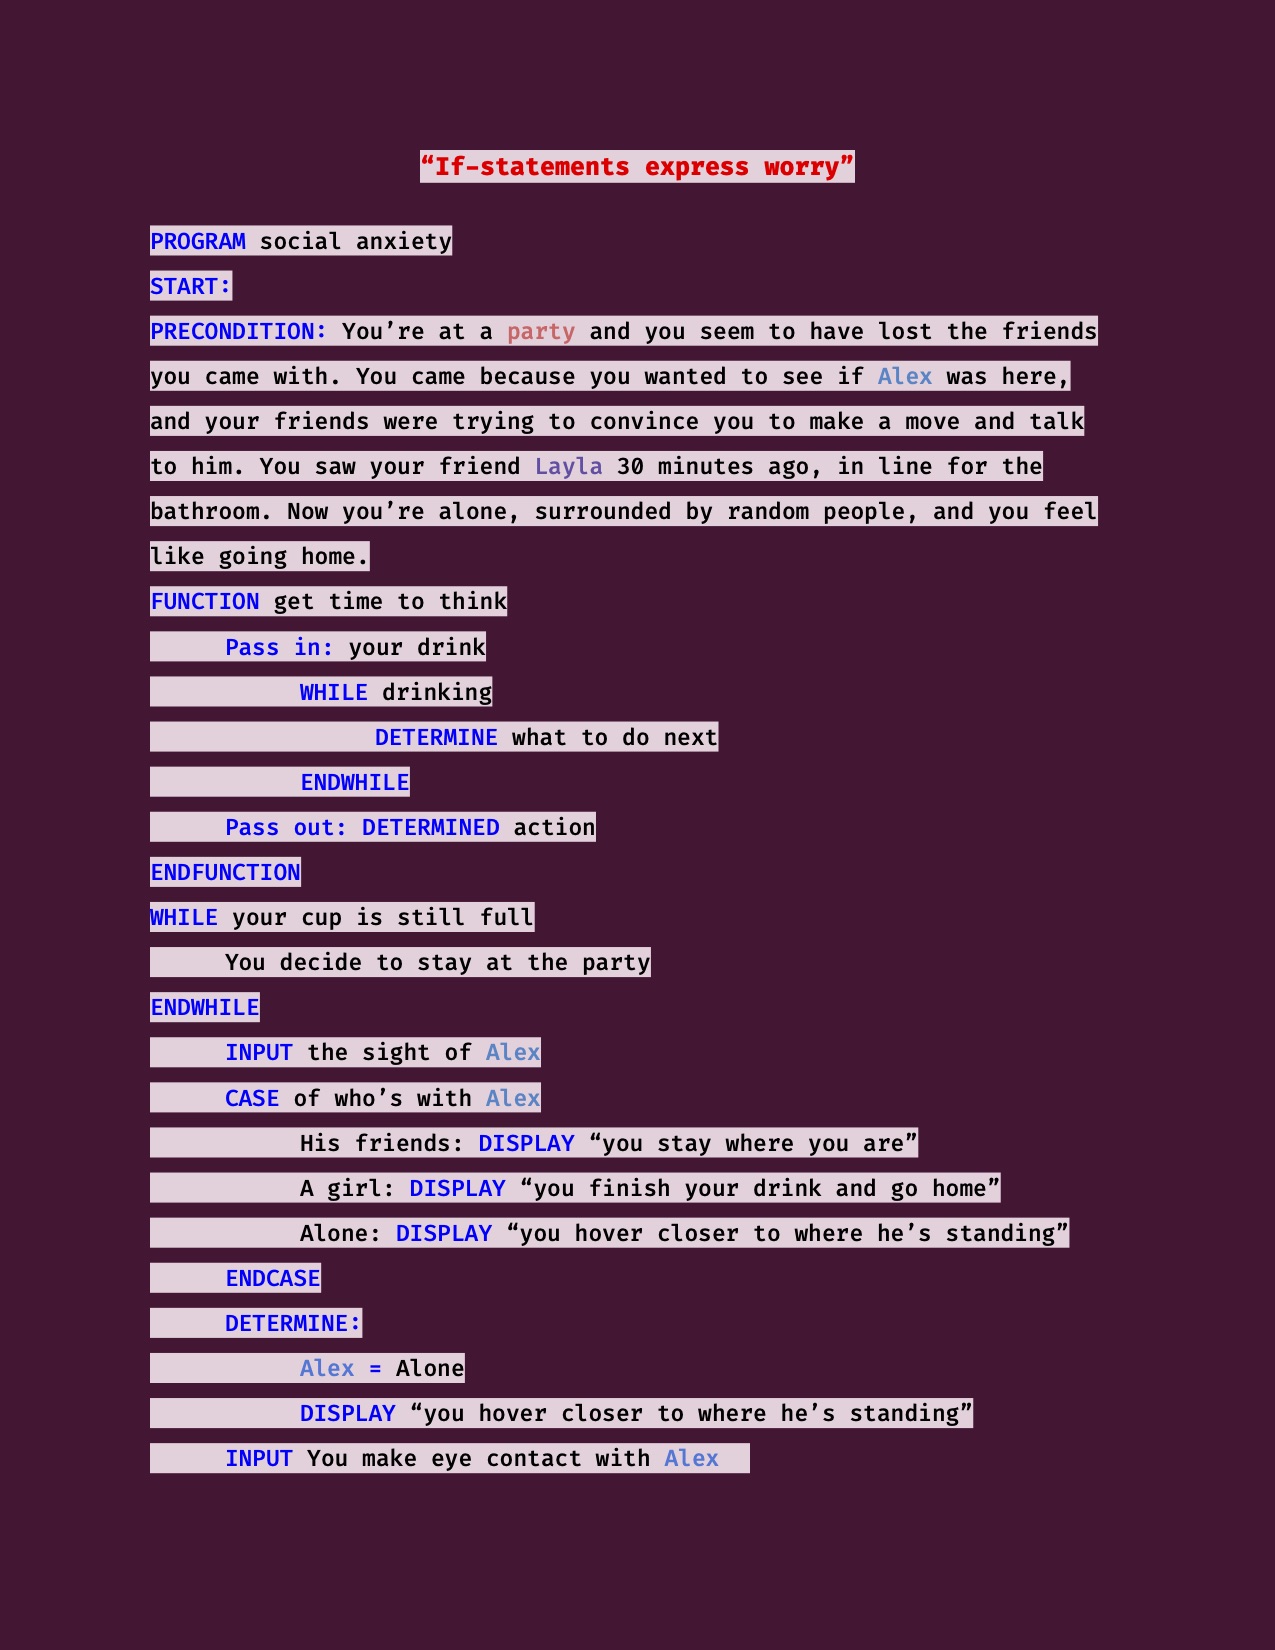 “If-statements express worry”
PROGRAM social anxiety
START:
PRECONDITION: You’re at a party and you seem to have lost the friends
you came with. You came because you wanted to see if Alex was here,
and your friends were trying to convince you to make a move and talk
to him. You saw your friend Layla 30 minutes ago, in line for the
bathroom. Now you’re alone, surrounded by random people, and you feel
like going home.
FUNCTION get time to think
Pass in: your drink
WHILE drinking
DETERMINE what to do next
ENDWHILE
Pass out: DETERMINED action
ENDFUNCTION
WHILE your cup is still full
You decide to stay at the party
ENDWHILE
INPUT the sight of Alex
CASE of who’s with Alex
His friends: DISPLAY “you stay where you are”
A girl: DISPLAY “you finish your drink and go home”
Alone: DISPLAY “you hover closer to where he’s standing”
ENDCASE
DETERMINE:
Alex = Alone
DISPLAY “you hover closer to where he’s standing”
INPUT You make eye contact with Alex